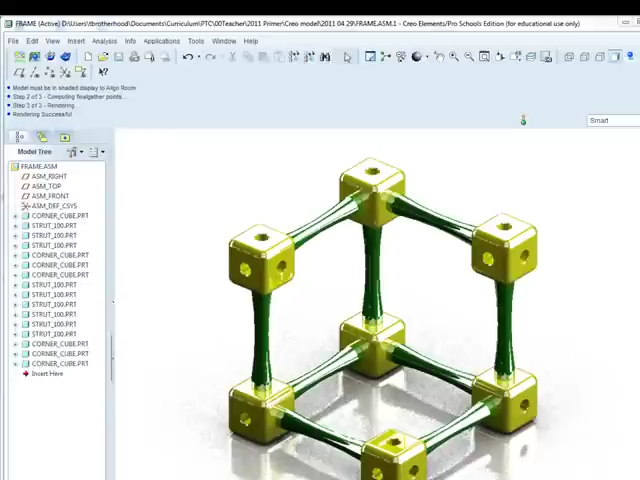 FRAME (Active) D:\Users\tbrotherhood\Documents\Curriculum\PTC\00Teacher\2011 Primer\Creo model\2011 04 29\FRAME.ASM.1 - Creo Elements/Pro Schools Edition (for educational use only)
File Edit View Insert Analysis Info Applications Tools Window Help
Model must be in shaded display to Align Room
Step 2 of 3 - Computing finalgather points...
Step 3 of 3 - Rendering...
Rendering Successful
Smart
Model Tree
FRAME.ASM
ASM_RIGHT
ASM_TOP
ASM_FRONT
ASM_DEF_CSYS
CORNER_CUBE.PRT
STRUT_100.PRT
STRUT_100.PRT
STRUT_100.PRT
CORNER_CUBE.PRT
CORNER_CUBE.PRT
CORNER_CUBE.PRT
STRUT_100.PRT
STRUT_100.PRT
STRUT_100.PRT
STRUT_100.PRT
STRUT_100.PRT
STRUT_100.PRT
CORNER_CUBE.PRT
CORNER_CUBE.PRT
CORNER_CUBE.PRT
Insert Here